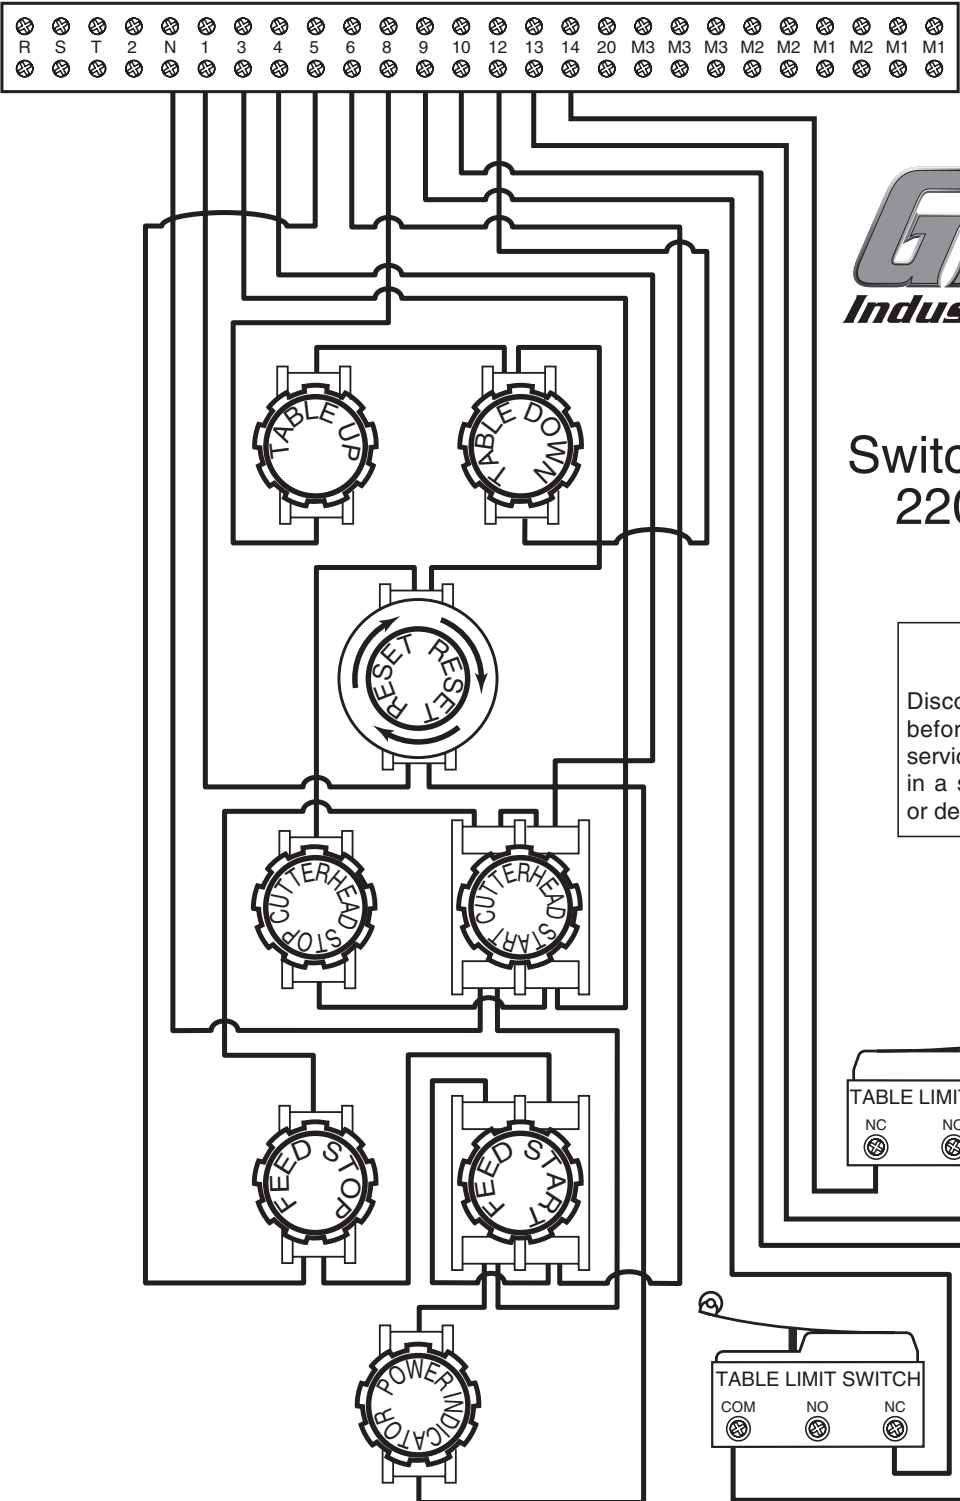 R S T 2 N 1 3 4 5 6 8 9 10 12 13 14 20 M3 M3 M3 M2 M2 M1 M2 M1 M1
Indus
TABLE UP
TABLE DOWN
Switc
220
RESET RESET
Disco
befor
servic
in a s
or de
CUTTERHEAD STOP
CUTTERHEAD START
TABLE LIMIT
NC
FEED STOP
FEED START
POWER INDICATOR
TABLE LIMIT SWITCH
COM NO NC